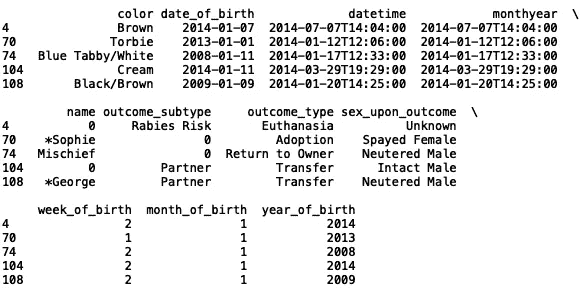 color date_of_birth datetime monthyear \
4 Brown 2014-01-07 2014-07-07T14:04:00 2014-07-07T14:04:00
70 Torbie 2013-01-01 2014-01-12T12:06:00 2014-01-12T12:06:00
74 Blue Tabby/White 2008-01-11 2014-01-17T12:33:00 2014-01-17T12:33:00
104 Cream 2014-01-11 2014-03-29T19:29:00 2014-03-29T19:29:00
108 Black/Brown 2009-01-09 2014-01-20T14:25:00 2014-01-20T14:25:00
name outcome_subtype outcome_type sex_upon_outcome \
4 0 Rabies Risk Euthanasia Unknown
70 *Sophie 0 Adoption Spayed Female
74 Mischief 0 Return to Owner Neutered Male
104 0 Partner Transfer Intact Male
108 *George Partner Transfer Neutered Male
week_of_birth month_of_birth year_of_birth
4 2 1 2014
70 1 1 2013
74 2 1 2008
104 2 1 2014
108 2 1 2009